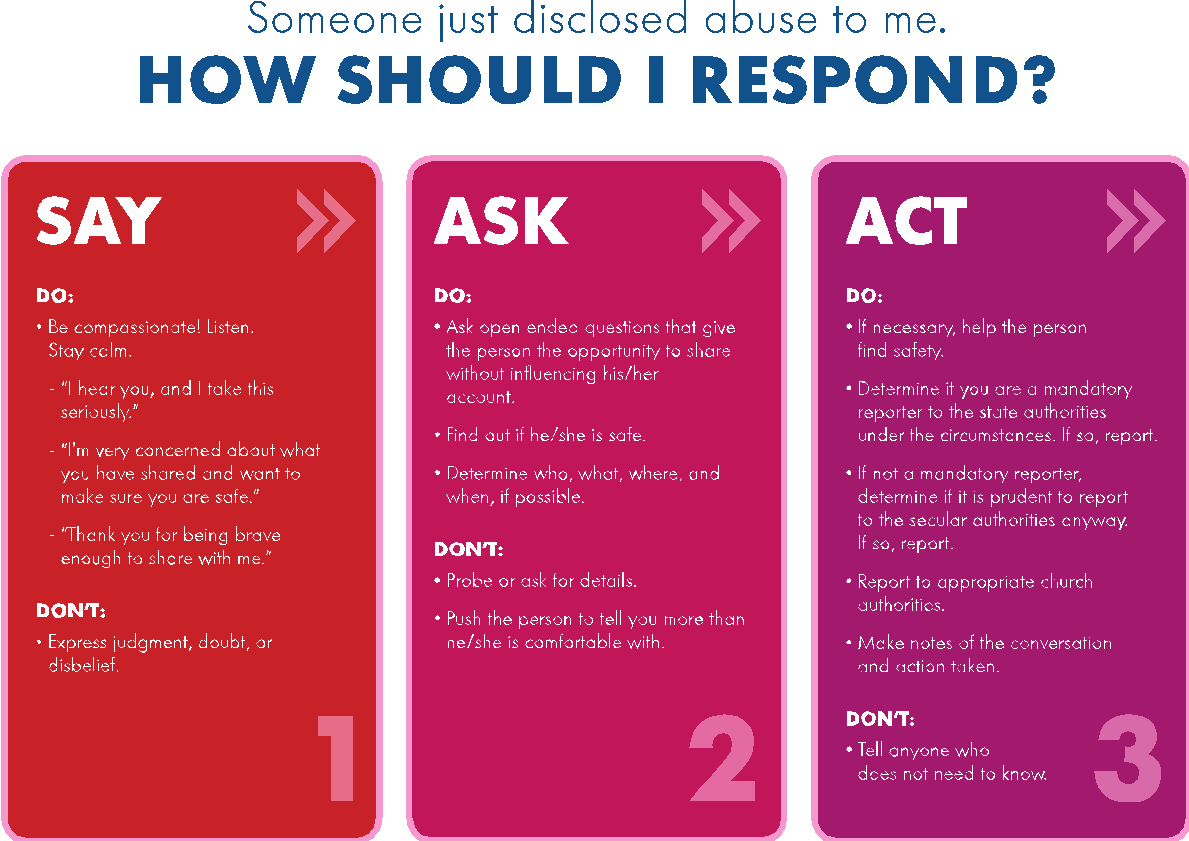 Someone just disclosed abuse to me.
HOW SHOULD I RESPOND?
SAY
DO:
• Be compassionate! Listen.
Stay calm.
- “I hear you, and I take this
seriously.”
- “I’m very concerned about what
you have shared and want to
make sure you are safe.”
- “Thank you for being brave
enough to share with me.”
DON’T:
• Express judgment, doubt, or
disbelief.
1
ASK
DO:
• Ask open ended questions that give
the person the opportunity to share
without influencing his/her
account.
• Find out if he/she is safe.
• Determine who, what, where, and
when, if possible.
DON’T:
• Probe or ask for details.
• Push the person to tell you more than
he/she is comfortable with.
2
ACT
DO:
• If necessary, help the person
find safety.
• Determine if you are a mandatory
reporter to the state authorities
under the circumstances. If so, report.
• If not a mandatory reporter,
determine if it is prudent to report
to the secular authorities anyway.
If so, report.
• Report to appropriate church
authorities.
• Make notes of the conversation
and action taken.
DON’T:
• Tell anyone who
does not need to know.
3